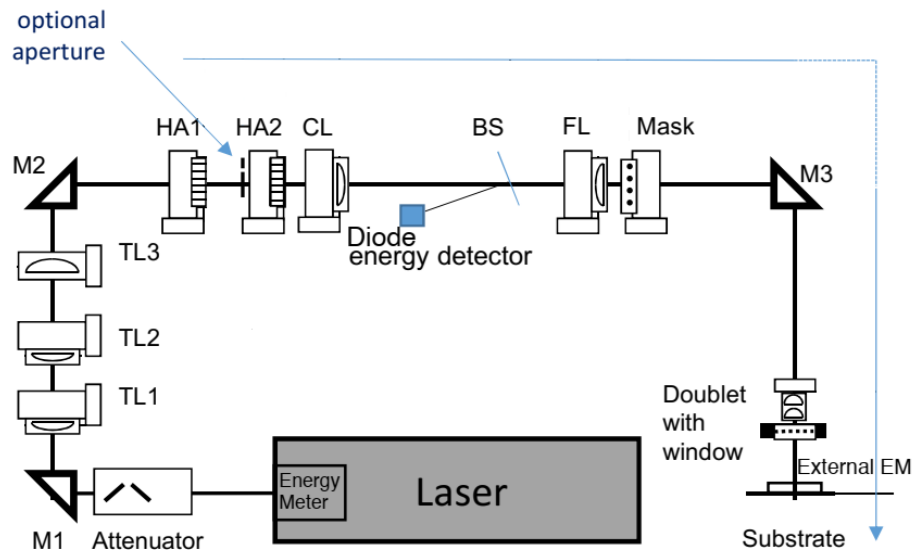 optional
aperture
HA1
HA2
CL
BS
FL
Mask
M2
M3
Diode
energy detector
TL3
TL2
TL1
Doublet
with
window
Energy
Meter
Laser
External EM
M1
Attenuator
Substrate